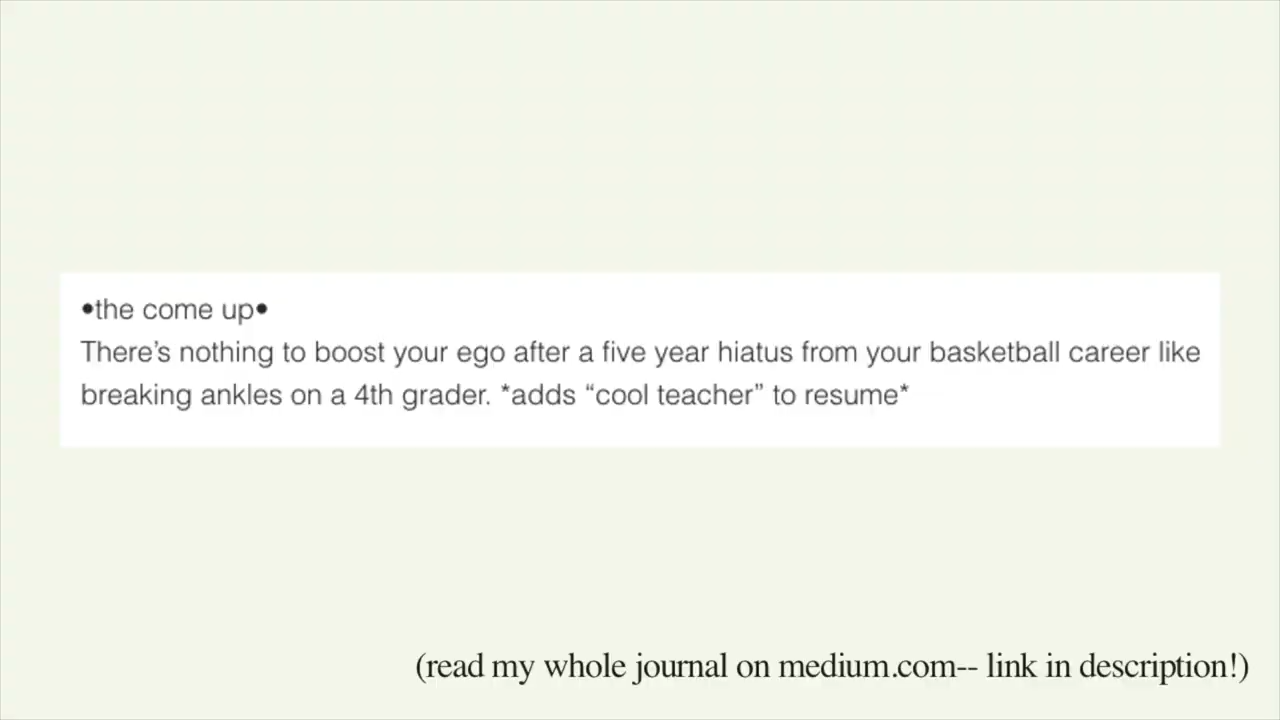 •the come up•
There’s nothing to boost your ego after a five year hiatus from your basketball career like
breaking ankles on a 4th grader. *adds “cool teacher” to resume*
(read my whole journal on medium.com-- link in description!)